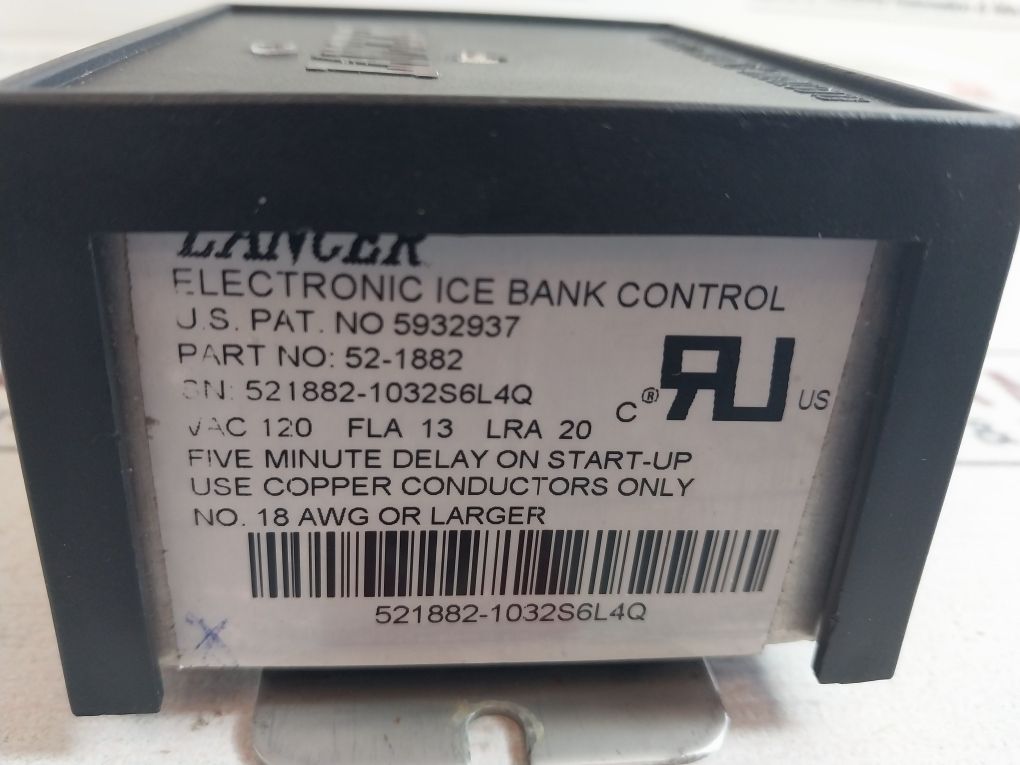 LANCER
ELECTRONIC ICE BANK CONTROL
U.S. PAT. NO 5932937
PART NO: 52-1882
SN: 521882-1032S6L4Q
C ® RU US
VAC 120 FLA 13 LRA 20
FIVE MINUTE DELAY ON START-UP
USE COPPER CONDUCTORS ONLY
NO. 18 AWG OR LARGER
521882-1032S6L4Q